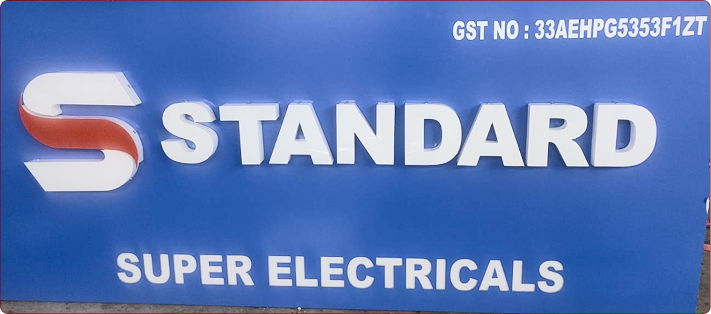 GST NO : 33AEHPG5353F1ZT
STANDARD
SUPER ELECTRICALS